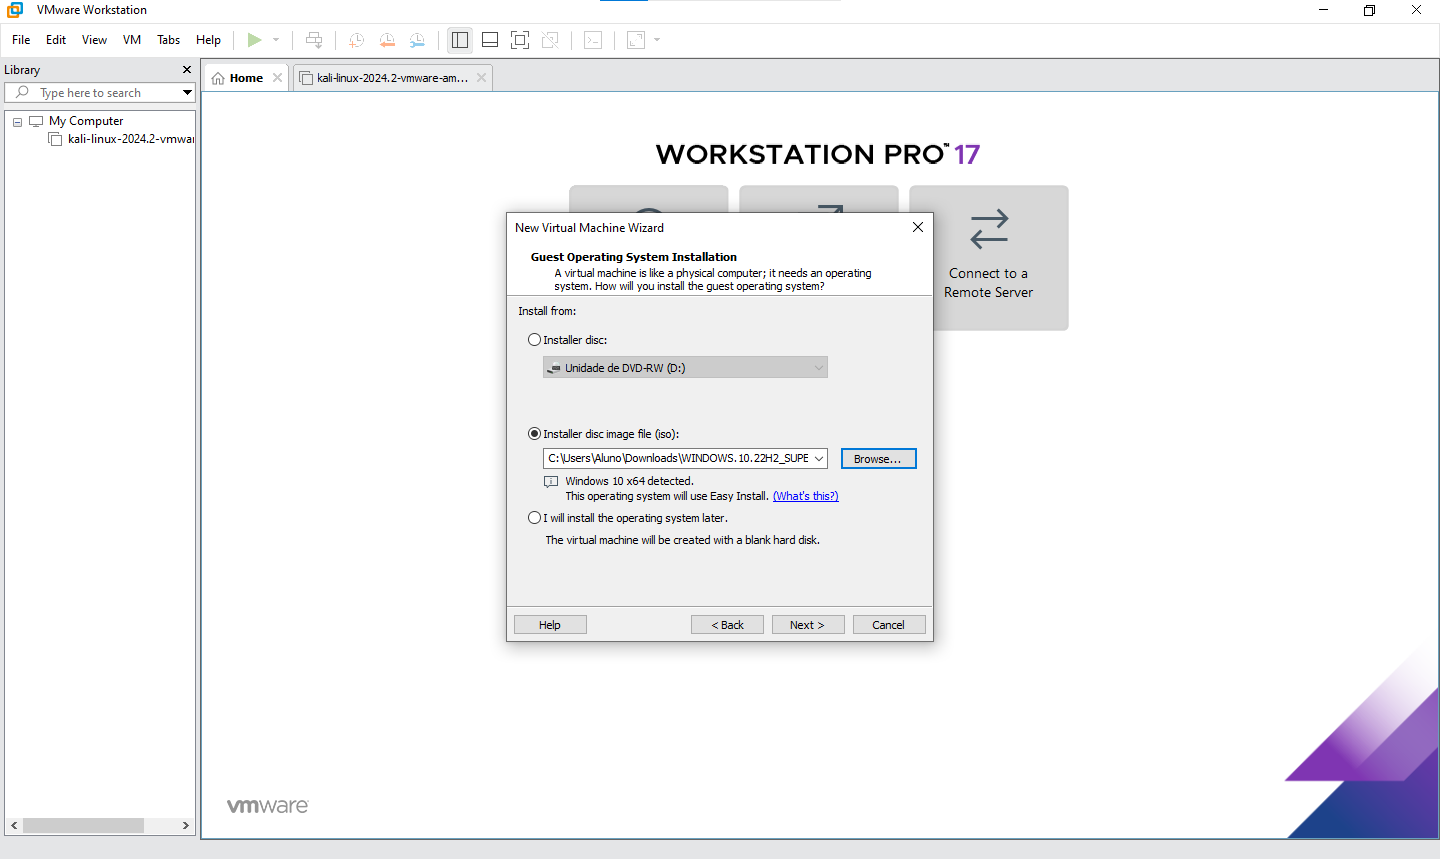 VMware Workstation
File Edit View VM Tabs Help
Library
Type here to search
My Computer
kali-linux-2024.2-vmwar
Home
kali-linux-2024.2-vmware-am...
WORKSTATION PRO™ 17
Connect to a
Remote Server
New Virtual Machine Wizard
Guest Operating System Installation
A virtual machine is like a physical computer; it needs an operating
system. How will you install the guest operating system?
Install from:
Installer disc:
Unidade de DVD-RW (D:)
Installer disc image file (iso):
C:\Users\Aluno\Downloads\WINDOWS.10.22H2_SUPE
Browse...
Windows 10 x64 detected.
This operating system will use Easy Install. (What's this?)
I will install the operating system later.
The virtual machine will be created with a blank hard disk.
Help
< Back
Next >
Cancel
vmware